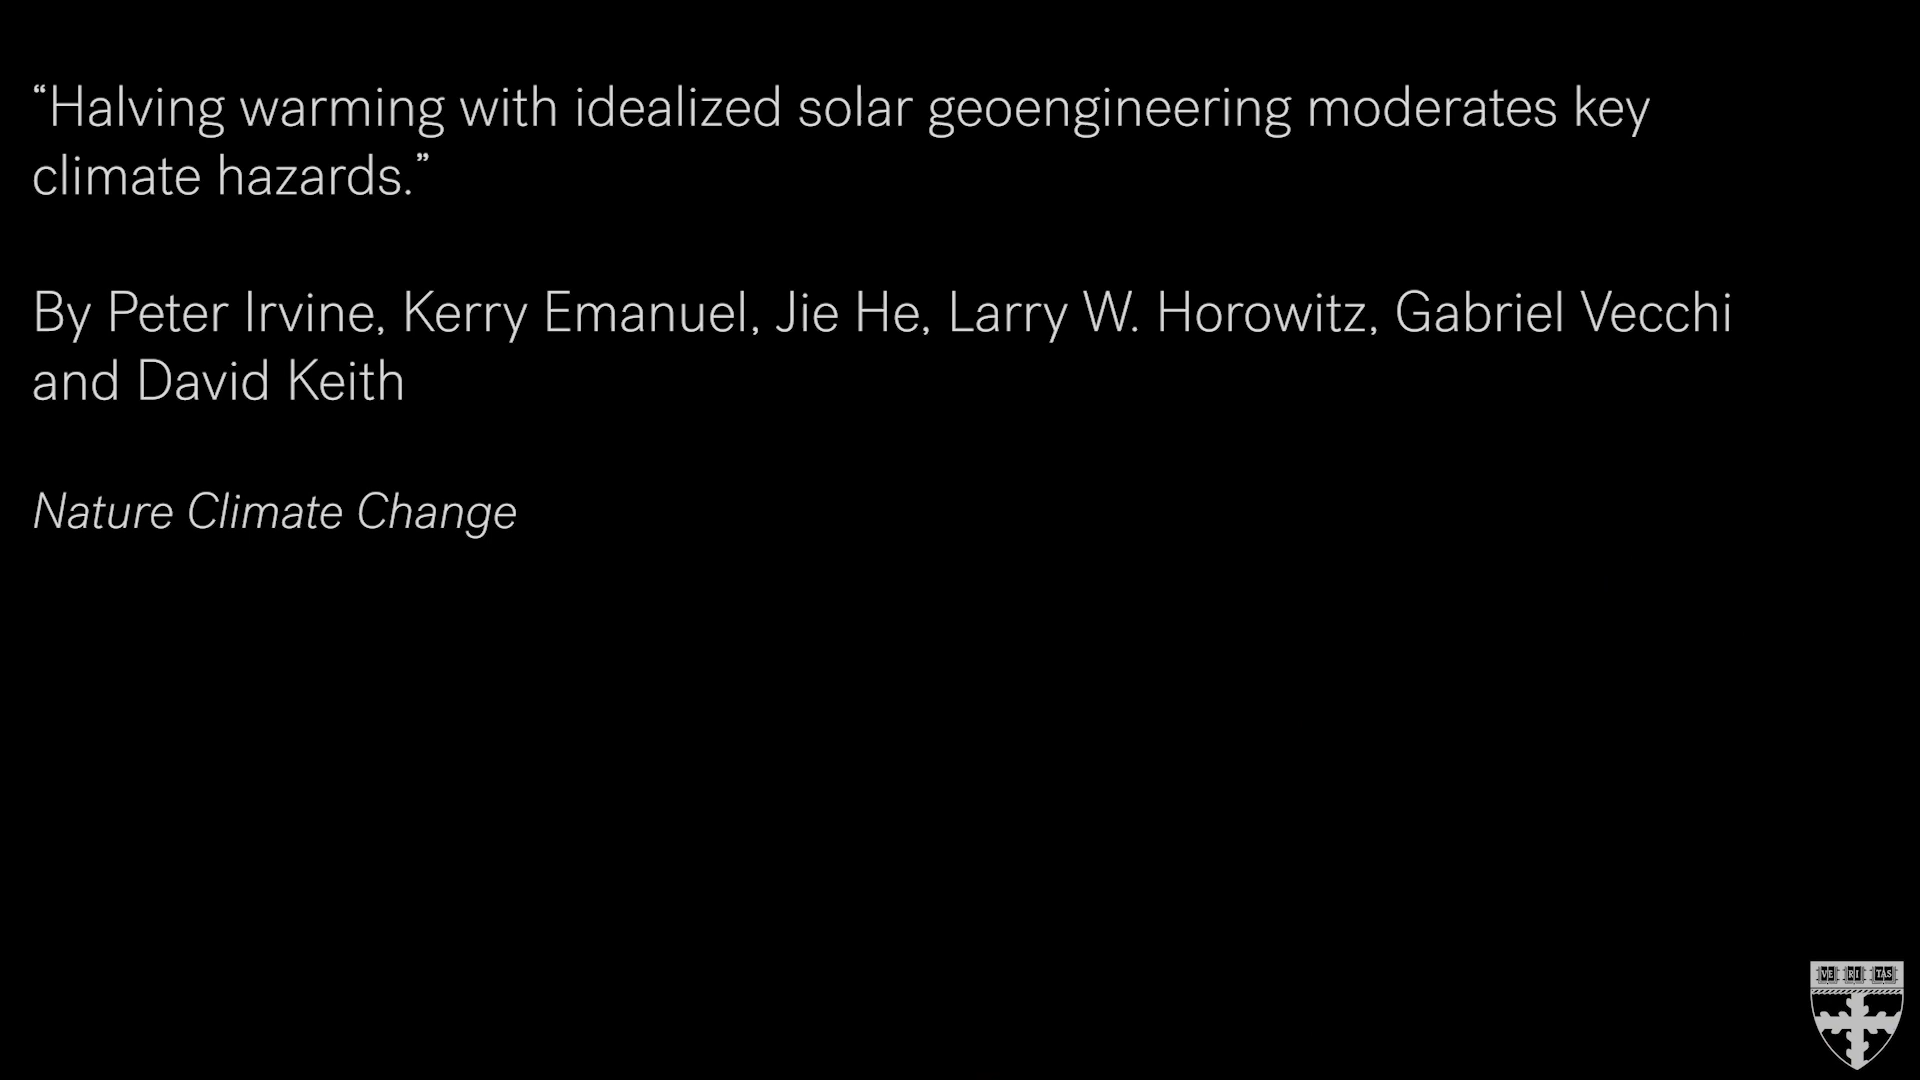 “Halving warming with idealized solar geoengineering moderates key
climate hazards.”
By Peter Irvine, Kerry Emanuel, Jie He, Larry W. Horowitz, Gabriel Vecchi
and David Keith
Nature Climate Change
VE RI TAS